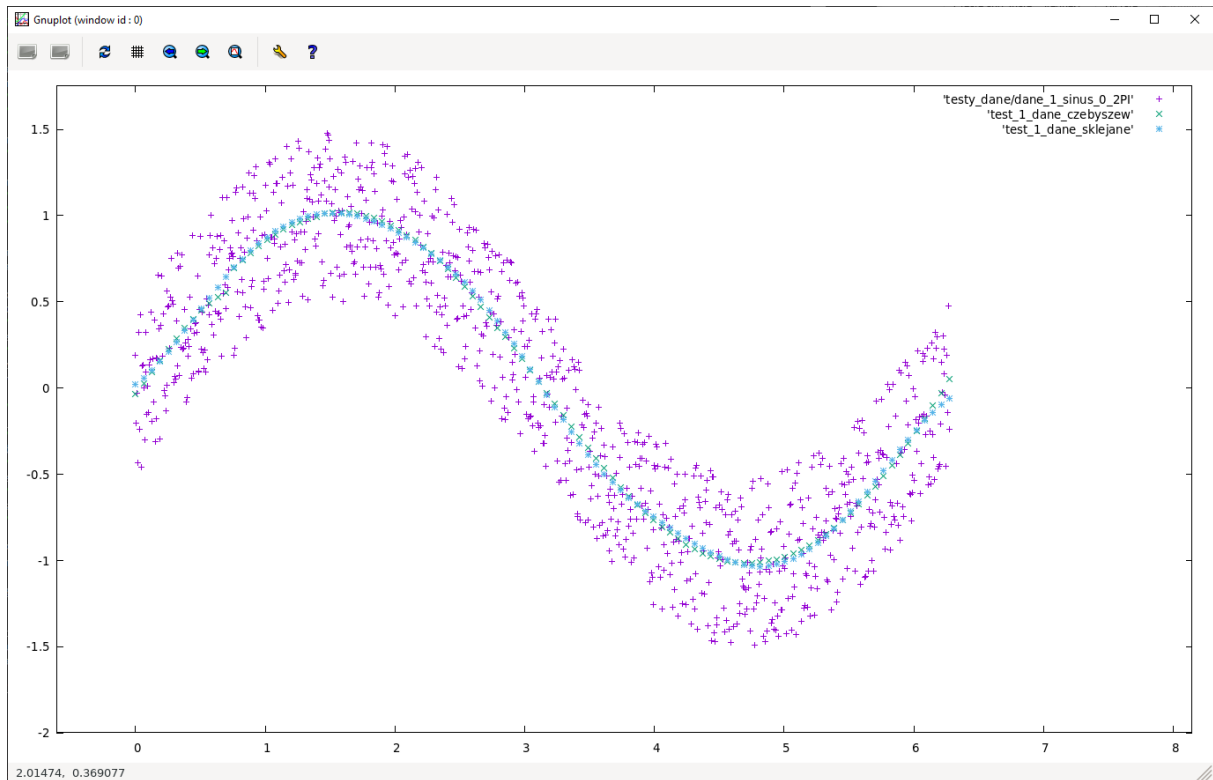 Gnuplot (window id : 0)
?
'testy_dane/dane_1_sinus_0_2PI'
'test_1_dane_czebyszew'
'test_1_dane_sklejane'
1.5
1
0.5
0
-0.5
-1
-1.5
-2
0 1 2 3 4 5 6 7 8
2.01474, 0.369077